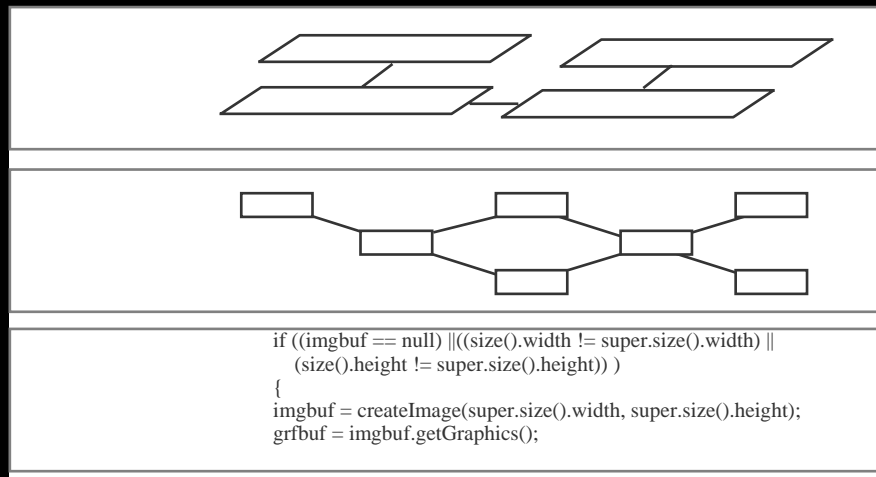 if ((imgbuf == null) ||((size().width != super.size().width) ||
(size().height != super.size().height)) )
{
imgbuf = createImage(super.size().width, super.size().height);
grfbuf = imgbuf.getGraphics();